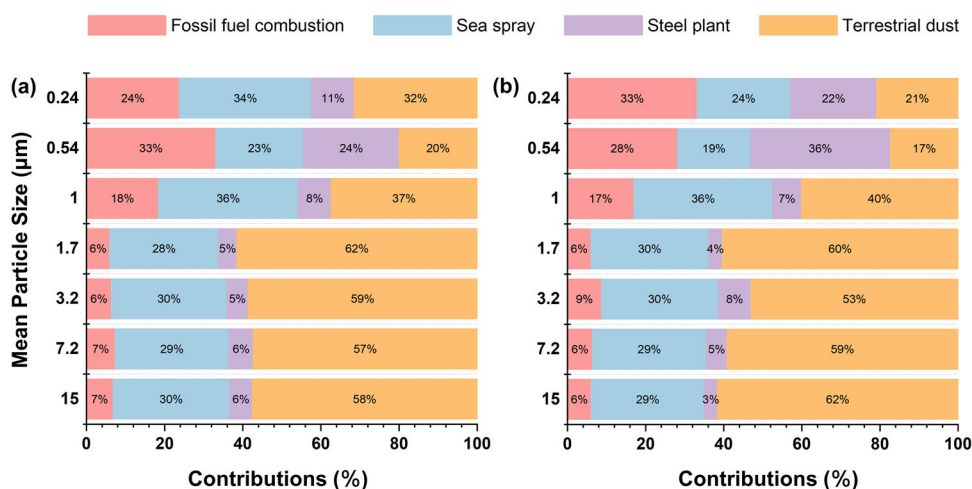 Fossil fuel combustion Sea spray Steel plant Terrestrial dust
(a)
Mean Particle Size (μm)
0.24 24% 34% 11% 32%
0.54 33% 23% 24% 20%
1 18% 36% 8% 37%
1.7 6% 28% 5% 62%
3.2 6% 30% 5% 59%
7.2 7% 29% 6% 57%
15 7% 30% 6% 58%
0 20 40 60 80 100
Contributions (%)
(b)
0.24 33% 24% 22% 21%
0.54 28% 19% 36% 17%
1 17% 36% 7% 40%
1.7 6% 30% 4% 60%
3.2 9% 30% 8% 53%
7.2 6% 29% 5% 59%
15 6% 29% 3% 62%
0 20 40 60 80 100
Contributions (%)